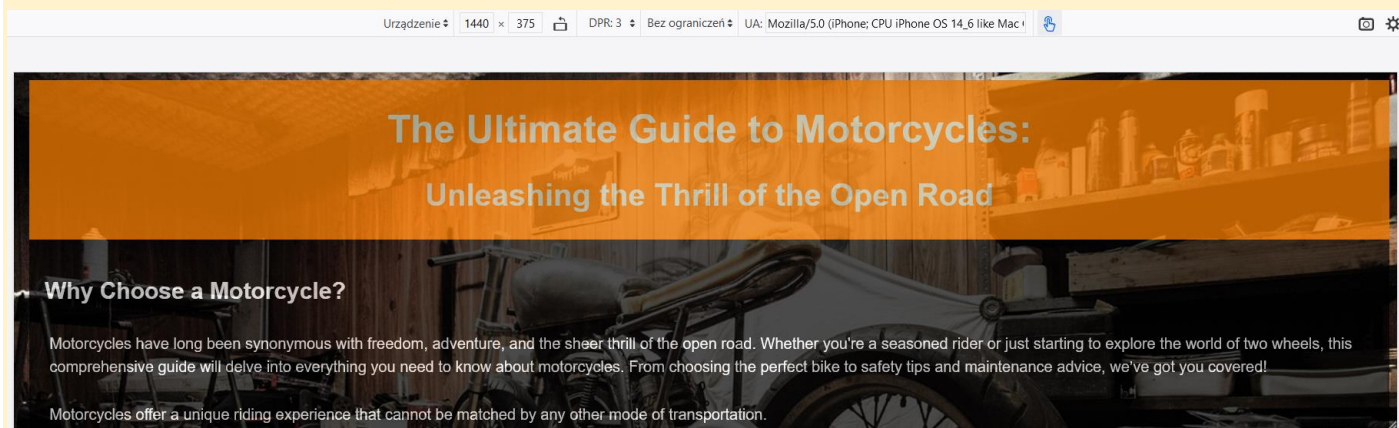 Urządzenie 1440 × 375 DPR: 3 Bez ograniczeń UA: Mozilla/5.0 (iPhone; CPU iPhone OS 14_6 like Mac
The Ultimate Guide to Motorcycles:
Unleashing the Thrill of the Open Road
Why Choose a Motorcycle?
Motorcycles have long been synonymous with freedom, adventure, and the sheer thrill of the open road. Whether you're a seasoned rider or just starting to explore the world of two wheels, this
comprehensive guide will delve into everything you need to know about motorcycles. From choosing the perfect bike to safety tips and maintenance advice, we've got you covered!
Motorcycles offer a unique riding experience that cannot be matched by any other mode of transportation.